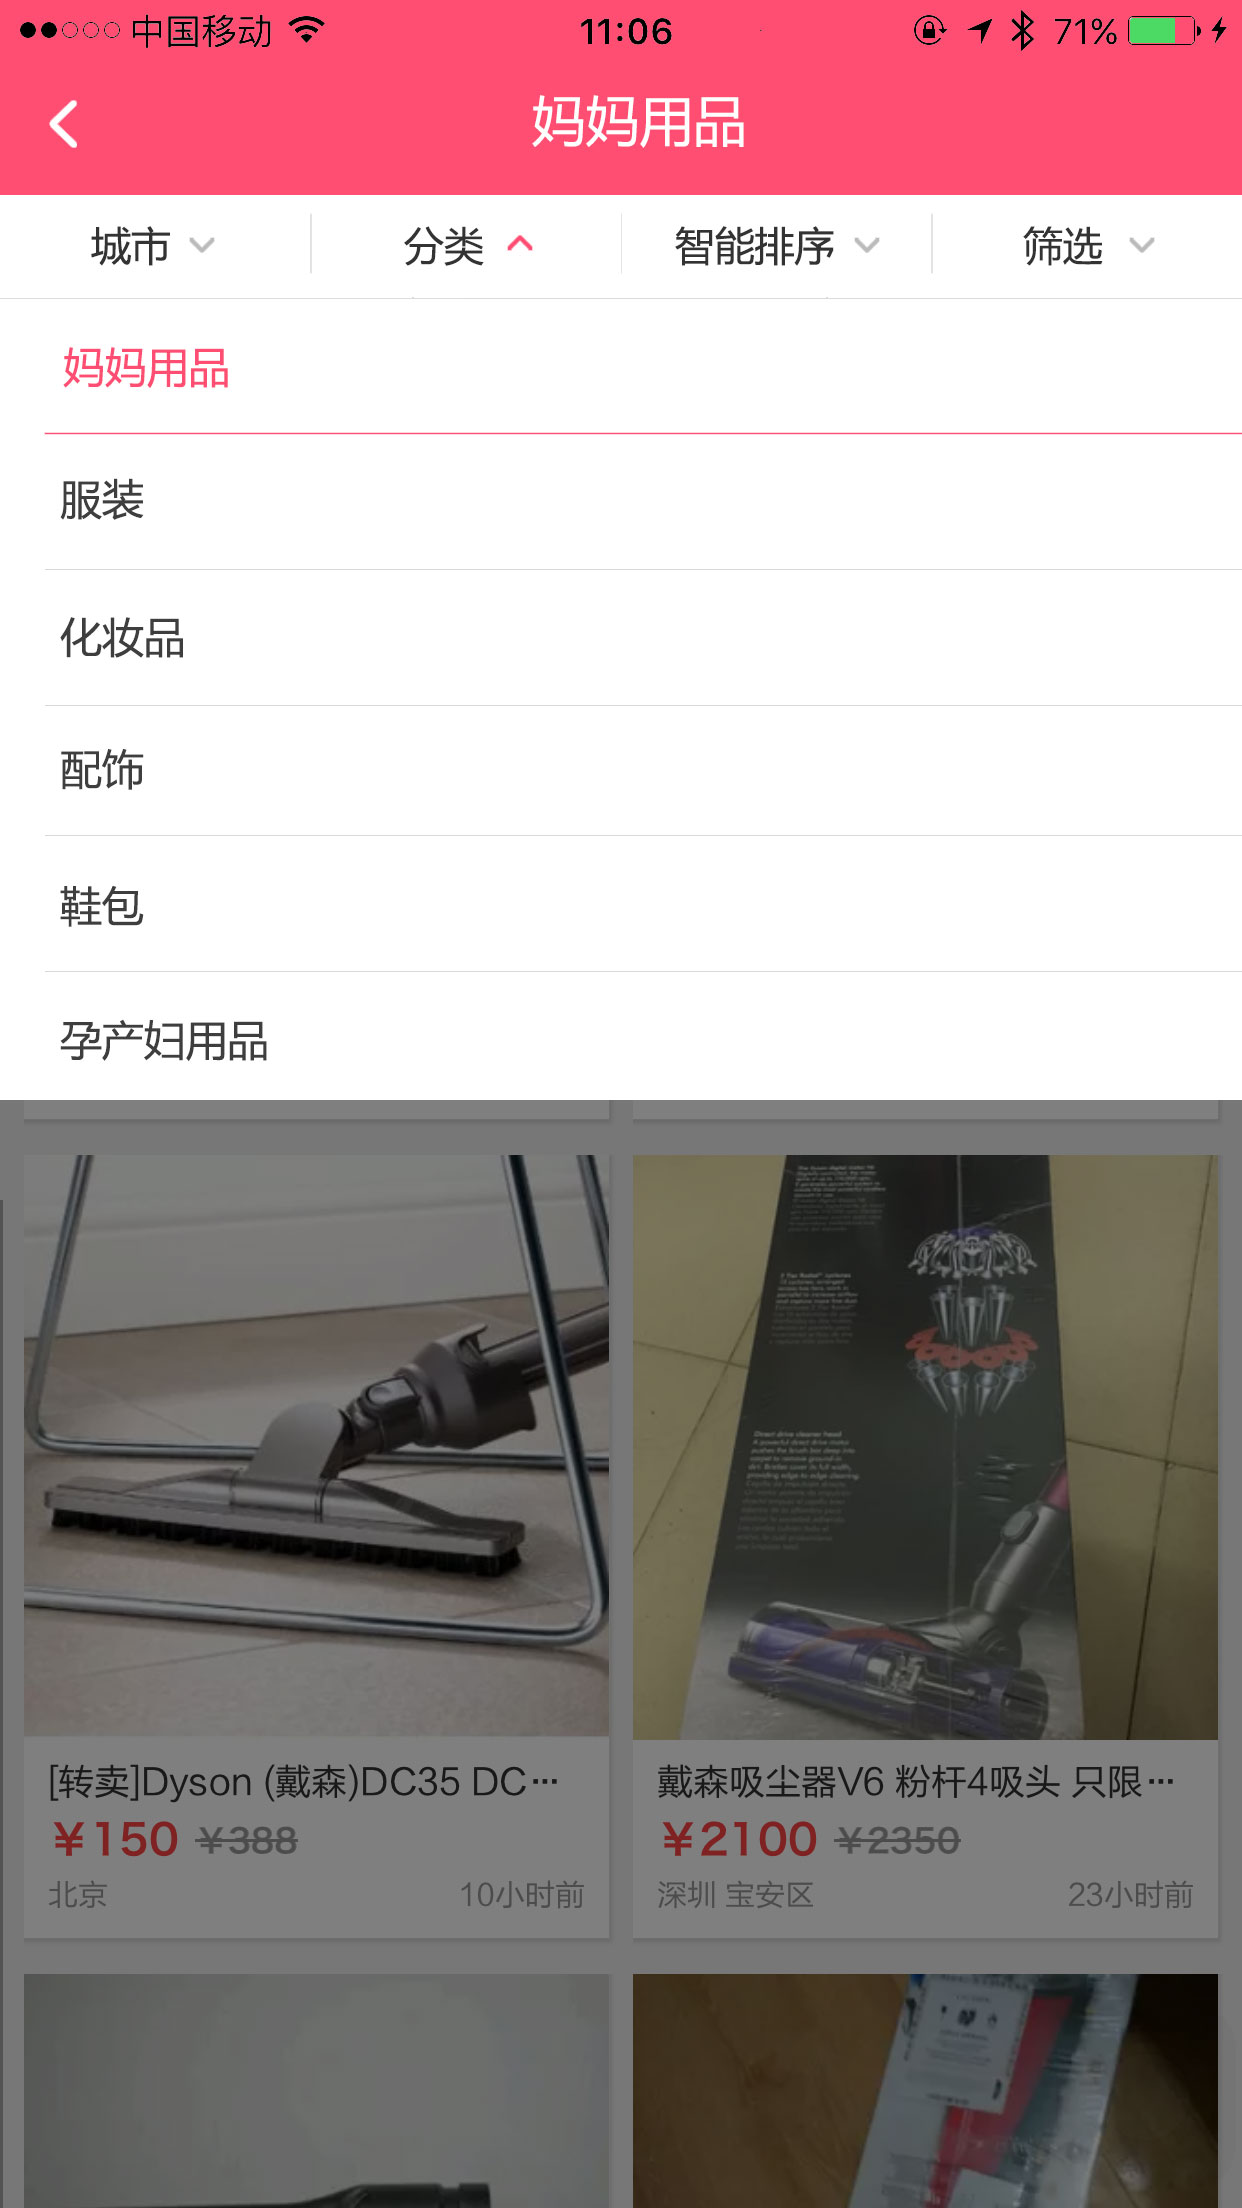 中国移动 11:06 71%
妈妈用品
城市 分类 智能排序 筛选
妈妈用品
服装
化妆品
配饰
鞋包
孕产妇用品
Direct drive cleaner head
[转卖]Dyson (戴森)DC35 DC···
￥150 ￥388
北京 10小时前
戴森吸尘器V6 粉杆4吸头 只限···
￥2100 ￥2350
深圳 宝安区 23小时前